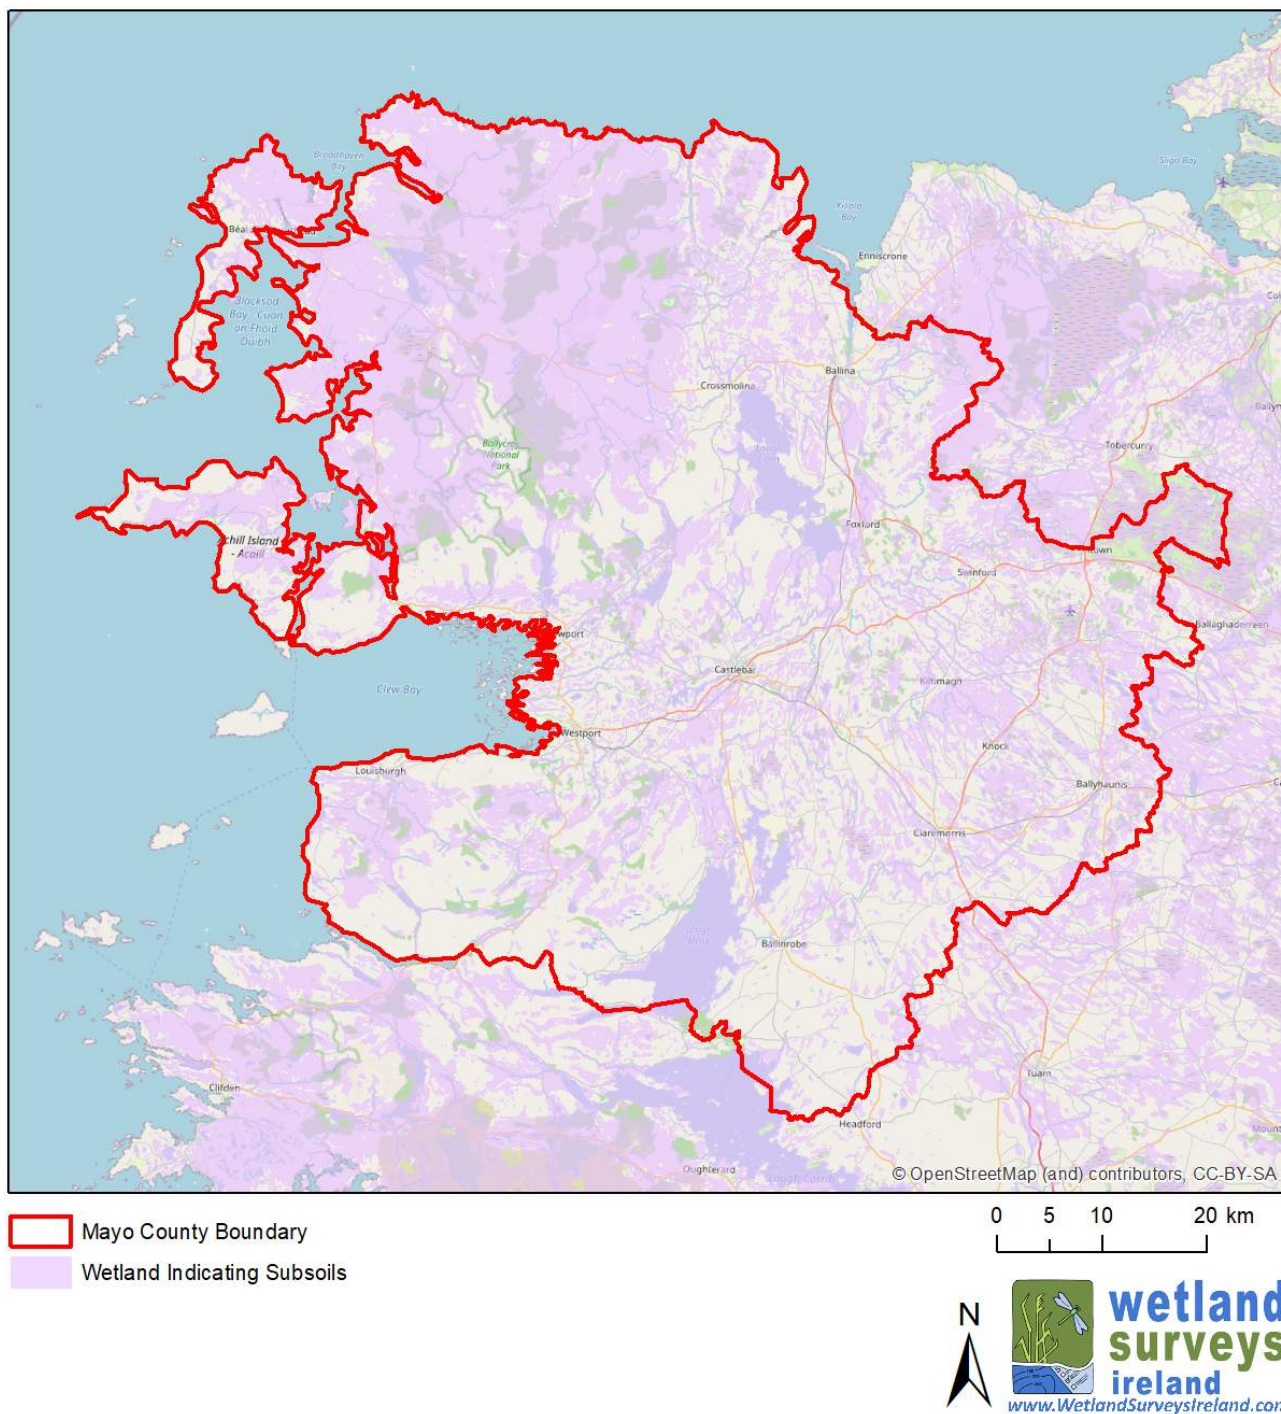 Sligo Bay
Broadhaven
Bay
Killala
Bay
Enniscrone
Béal
Blacksod
Bay - Cuan
an Fhóid
Duibh
Crossmolina
Ballina
Ballycroy
National
Park
Tobercurry
Foxford
Achill Island
- Acaill
Swinford
Ballaghaderreen
Castlebar
Kiltimagh
Clew Bay
Westport
Knock
Louisburgh
Ballyhaunis
Claremorris
Ballinrobe
Clifden
Tuam
Headford
Oughterard
Lough Corrib
© OpenStreetMap (and) contributors, CC-BY-SA
Mayo County Boundary
Wetland Indicating Subsoils
0 5 10 20 km
N
wetland
surveys
ireland
www.WetlandSurveysIreland.com